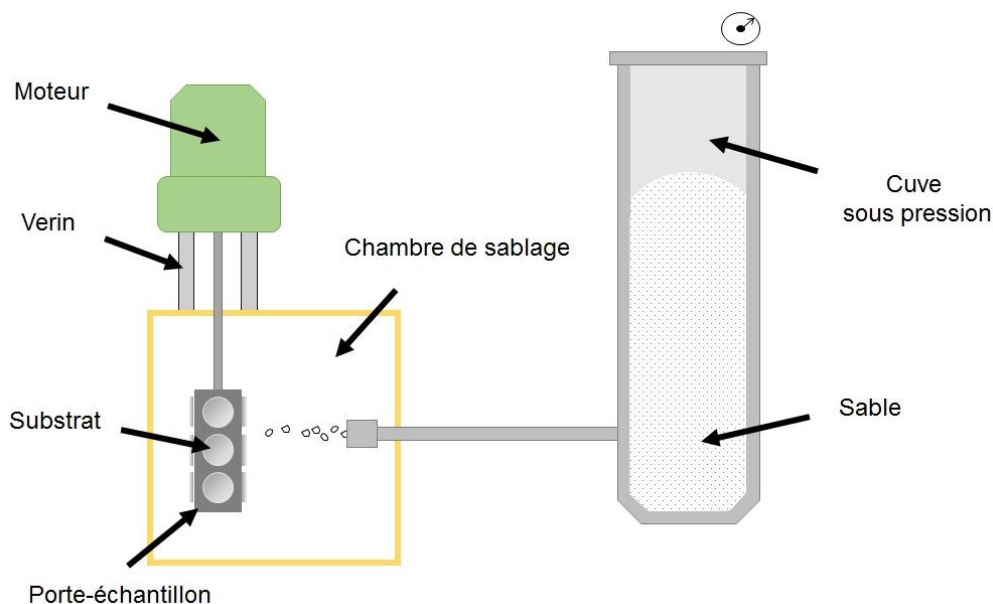 Moteur
Verin
Chambre de sablage
Cuve
sous pression
Substrat
Sable
Porte-échantillon